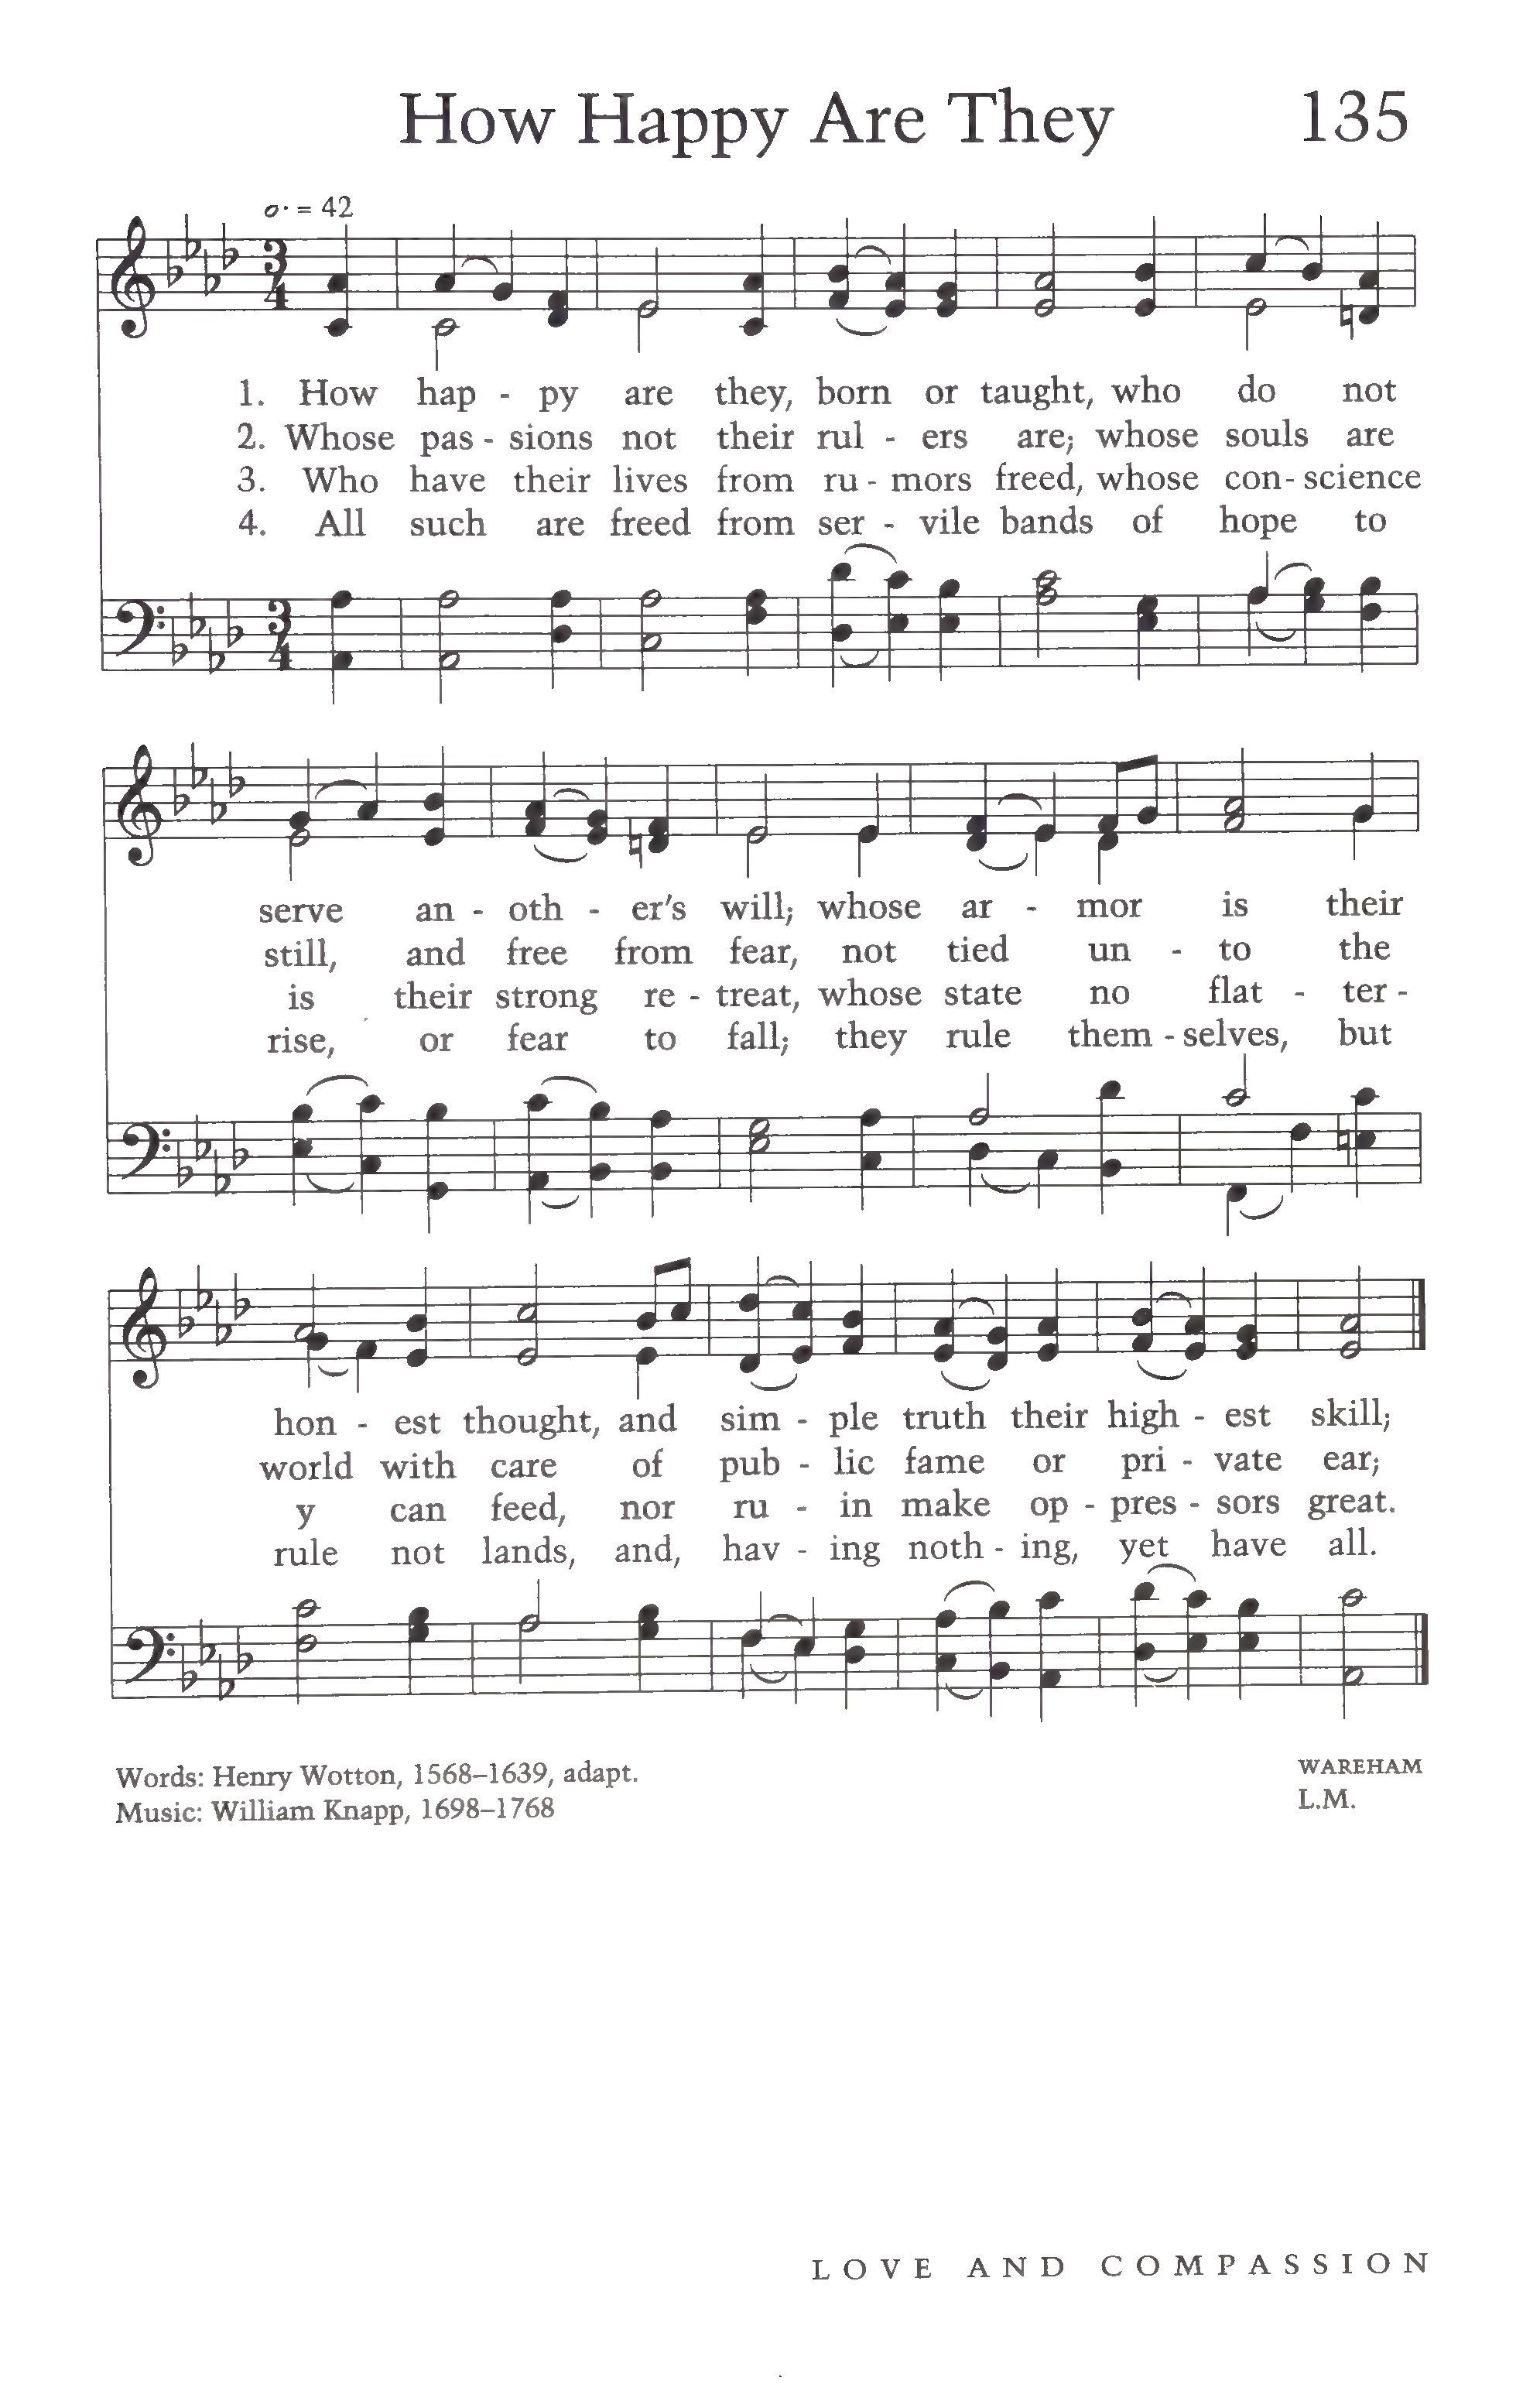 How Happy Are They 135
𝅗𝅥. = 42
3 4
1. How hap - py are they, born or taught, who do not
2. Whose pas - sions not their rul - ers are; whose souls are
3. Who have their lives from ru - mors freed, whose con - science
4. All such are freed from ser - vile bands of hope to
3 4
serve an - oth - er's will; whose ar - mor is their
still, and free from fear, not tied un - to the
is their strong re - treat, whose state no flat - ter -
rise, or fear to fall; they rule them - selves, but
hon - est thought, and sim - ple truth their high - est skill;
world with care of pub - lic fame or pri - vate ear;
y can feed, nor ru - in make op - pres - sors great.
rule not lands, and, hav - ing noth - ing, yet have all.
Words: Henry Wotton, 1568–1639, adapt. WAREHAM
Music: William Knapp, 1698–1768 L.M.
LOVE AND COMPASSION